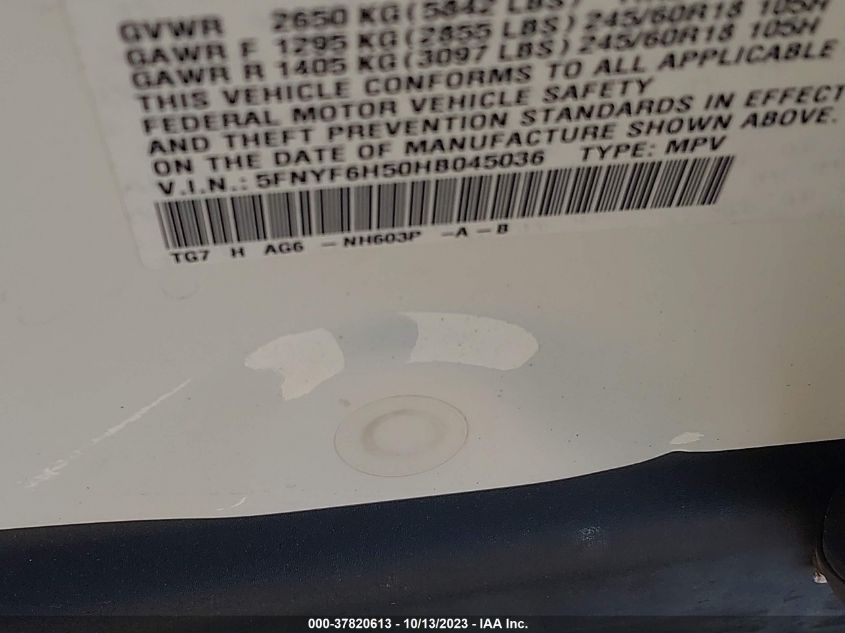 GVWR 2650 KG (5842 LBS)
GAWR F 1295 KG (2855 LBS) 245/60R18 105H
GAWR R 1405 KG (3097 LBS) 245/60R18 105H
THIS VEHICLE CONFORMS TO ALL APPLICABLE
FEDERAL MOTOR VEHICLE SAFETY
AND THEFT PREVENTION STANDARDS IN EFFECT
ON THE DATE OF MANUFACTURE SHOWN ABOVE.
V.I.N.: 5FNYF6H50HB045036 TYPE: MPV
TG7 H AG6 - NH603P -A - B
000-37820613 - 10/13/2023 - IAA Inc.